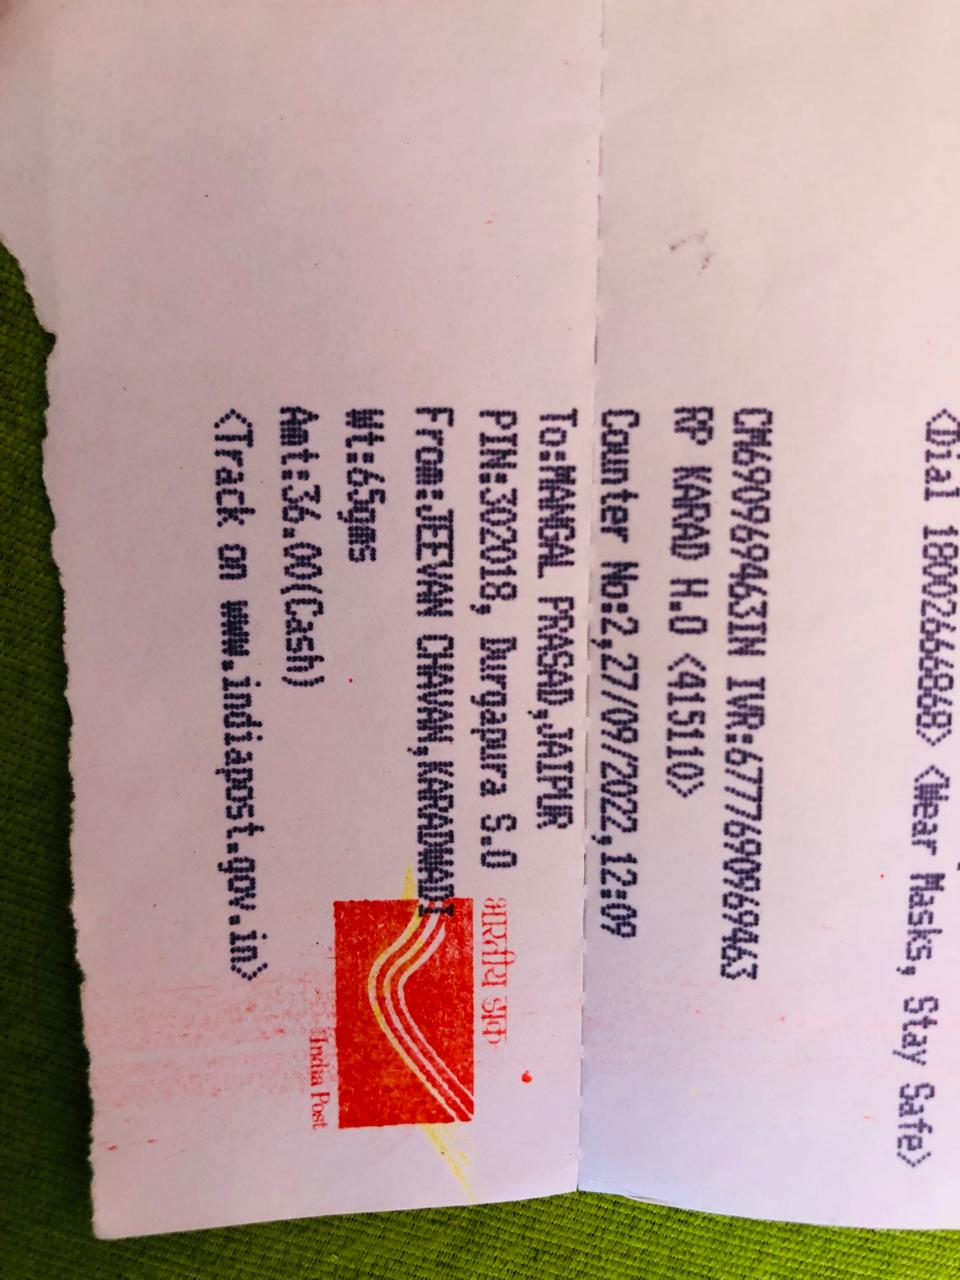 <Dial 18002666868> <Wear Masks, Stay Safe>
CM690969463IN IVR:6777690969463
RP KARAD H.O <415110>
Counter No:2,27/09/2022,12:09
To:MANGAL PRASAD,JAIPUR
PIN:302018, Durgapura S.O
From:JEEVAN CHAVAN,KARADWADI
Wt:65gms
Amt:36.00(Cash)
<Track on www.indiapost.gov.in>
भारतीय डाक
India Post